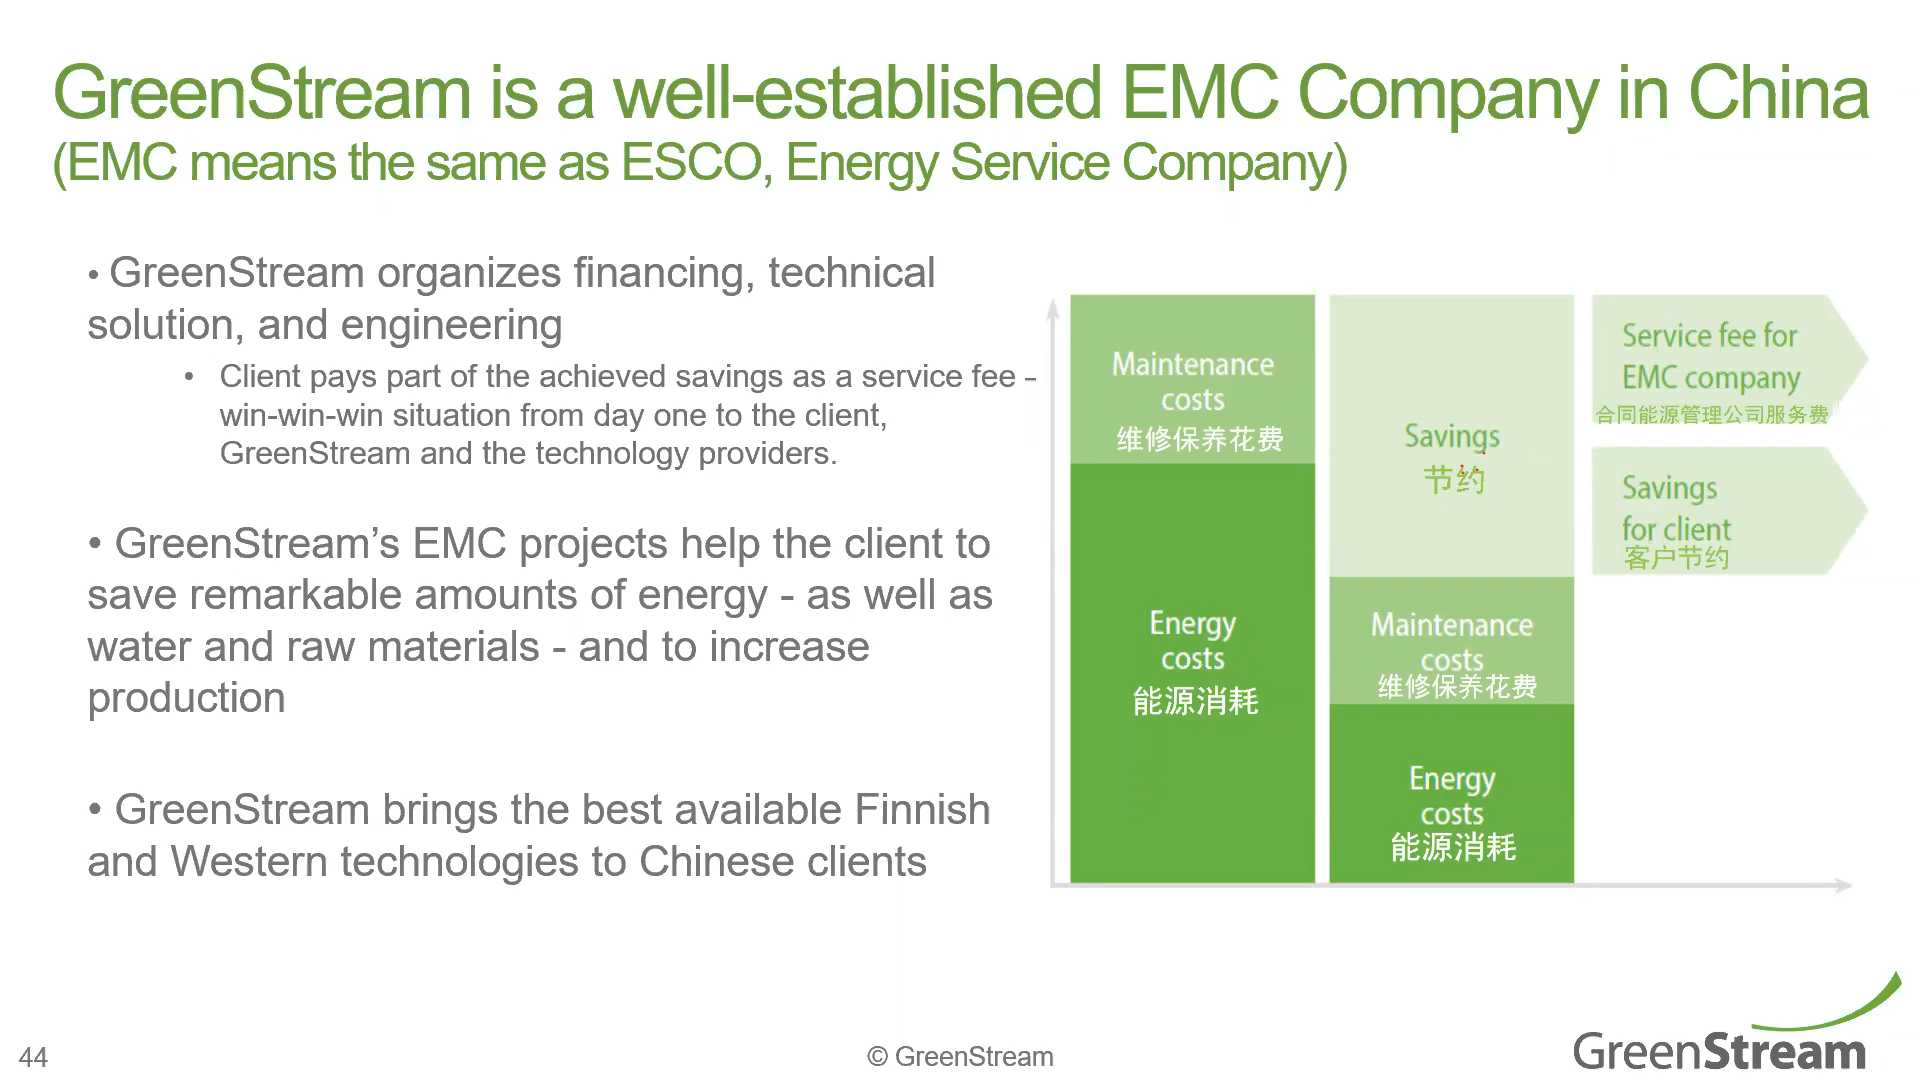 GreenStream is a well-established EMC Company in China
(EMC means the same as ESCO, Energy Service Company)
• GreenStream organizes financing, technical
solution, and engineering
• Client pays part of the achieved savings as a service fee –
win-win-win situation from day one to the client,
GreenStream and the technology providers.
• GreenStream’s EMC projects help the client to
save remarkable amounts of energy - as well as
water and raw materials - and to increase
production
• GreenStream brings the best available Finnish
and Western technologies to Chinese clients
Maintenance
costs
维修保养花费
Energy
costs
能源消耗
Savings
节约
Maintenance
costs
维修保养花费
Energy
costs
能源消耗
Service fee for
EMC company
合同能源管理公司服务费
Savings
for client
客户节约
44
© GreenStream
GreenStream